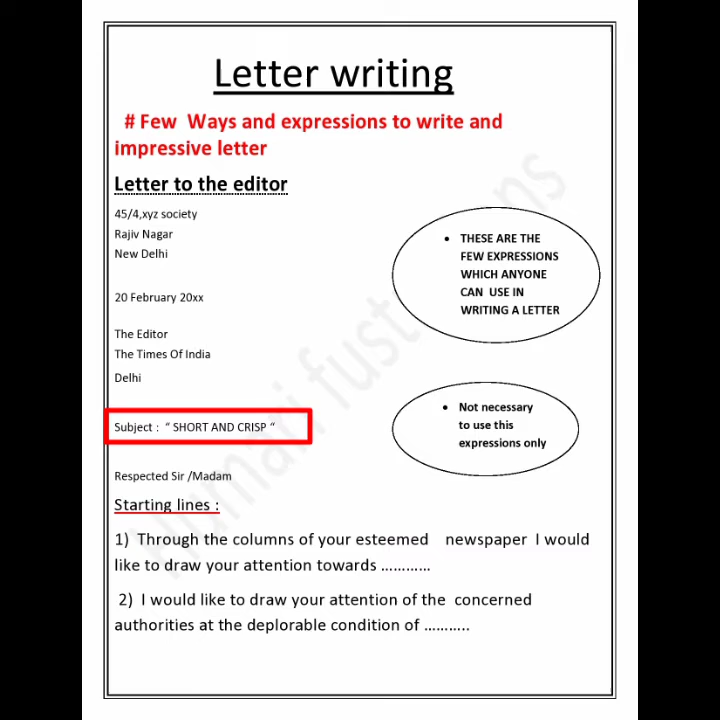 Letter writing
# Few Ways and expressions to write and
impressive letter
Letter to the editor
45/4,xyz society
Rajiv Nagar
New Delhi
20 February 20xx
The Editor
The Times Of India
Delhi
Subject : “ SHORT AND CRISP “
Respected Sir /Madam
Starting lines :
1) Through the columns of your esteemed newspaper I would
like to draw your attention towards …………
2) I would like to draw your attention of the concerned
authorities at the deplorable condition of ………..
• THESE ARE THE
FEW EXPRESSIONS
WHICH ANYONE
CAN USE IN
WRITING A LETTER
• Not necessary
to use this
expressions only